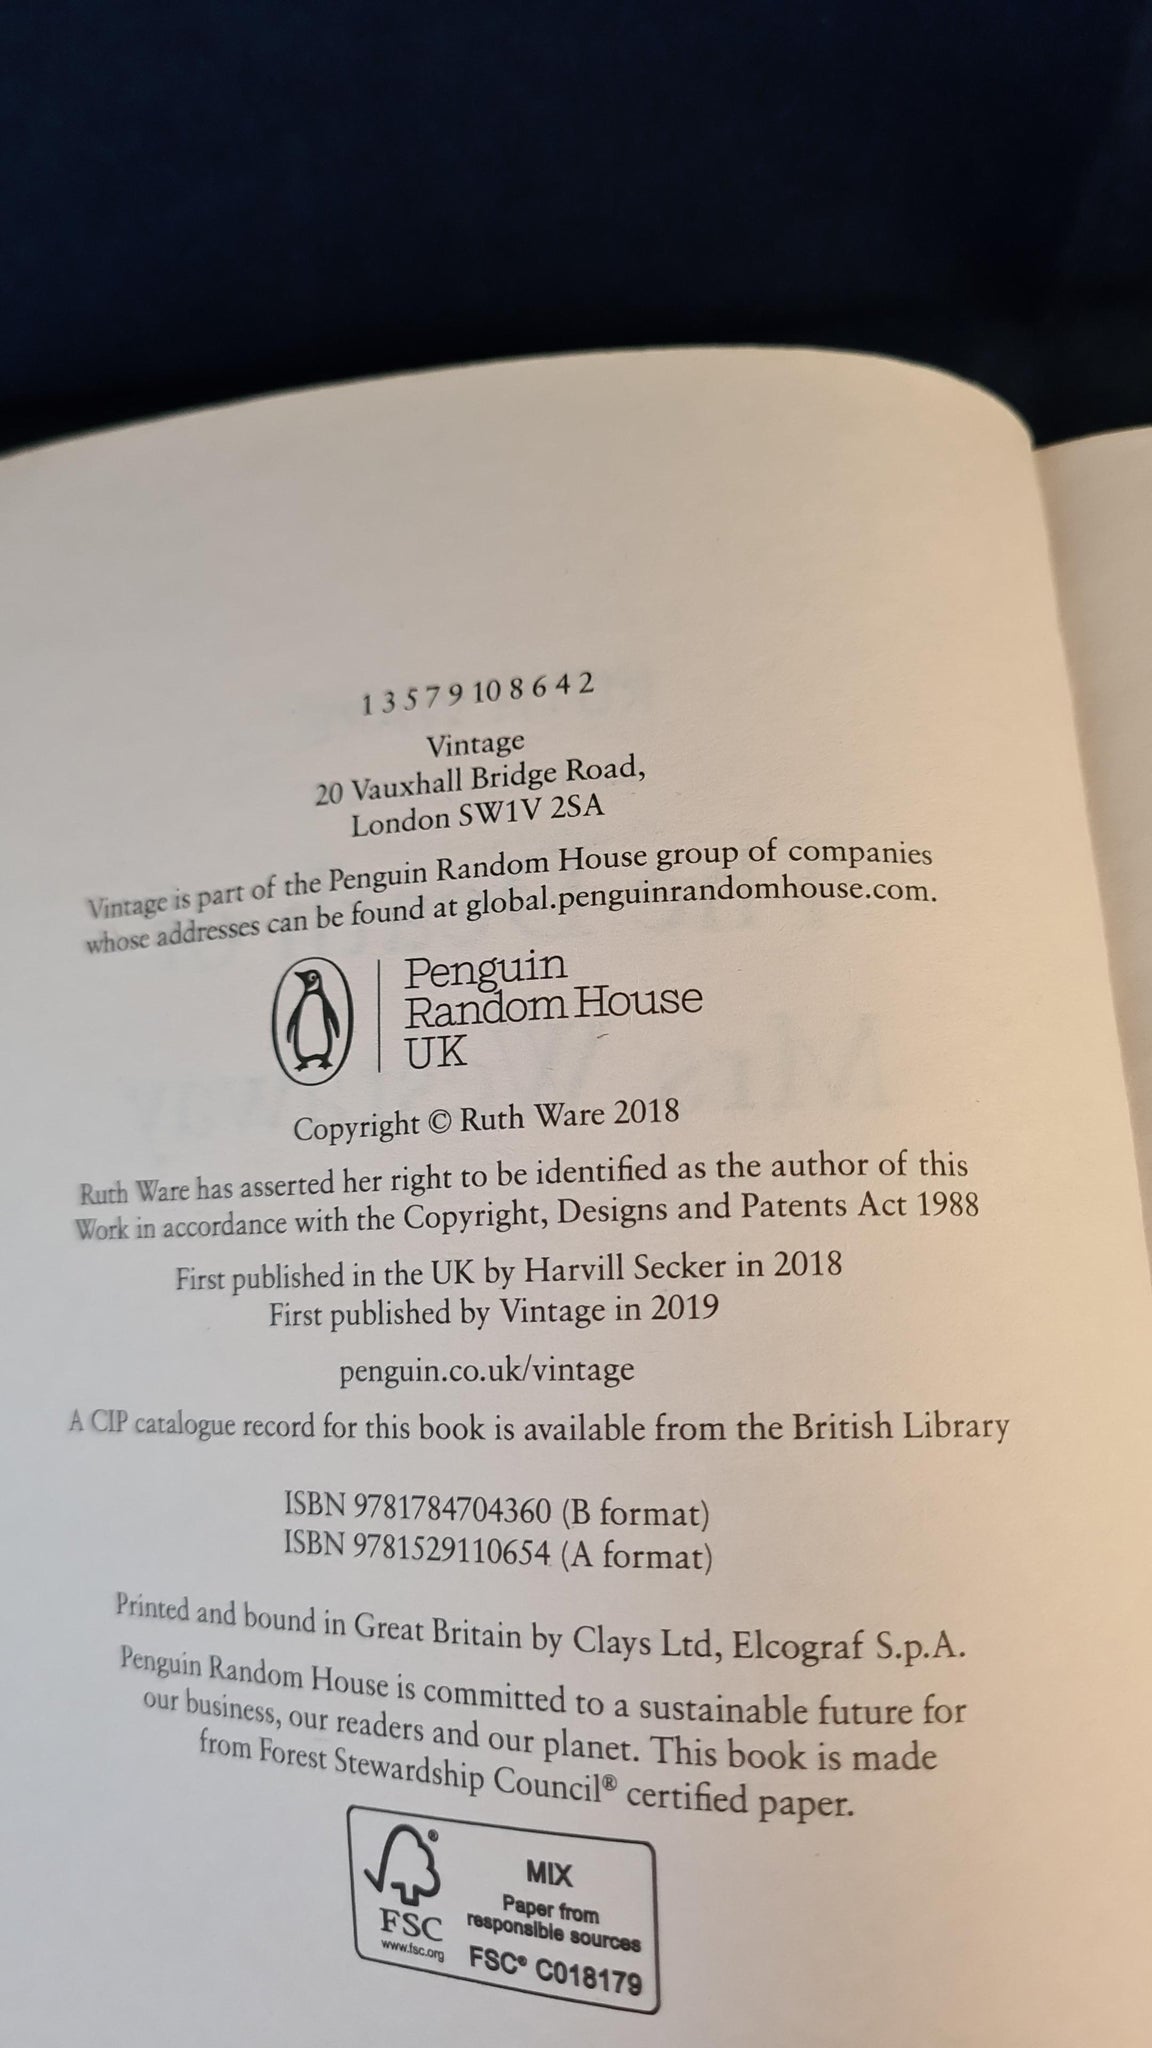 1 3 5 7 9 10 8 6 4 2
Vintage
20 Vauxhall Bridge Road,
London SW1V 2SA
Vintage is part of the Penguin Random House group of companies
whose addresses can be found at global.penguinrandomhouse.com.
Penguin
Random House
UK
Copyright © Ruth Ware 2018
Ruth Ware has asserted her right to be identified as the author of this
Work in accordance with the Copyright, Designs and Patents Act 1988
First published in the UK by Harvill Secker in 2018
First published by Vintage in 2019
penguin.co.uk/vintage
A CIP catalogue record for this book is available from the British Library
ISBN 9781784704360 (B format)
ISBN 9781529110654 (A format)
Printed and bound in Great Britain by Clays Ltd, Elcograf S.p.A.
Penguin Random House is committed to a sustainable future for
our business, our readers and our planet. This book is made
from Forest Stewardship Council® certified paper.
®
FSC
www.fsc.org
MIX
Paper from
responsible sources
FSC® C018179